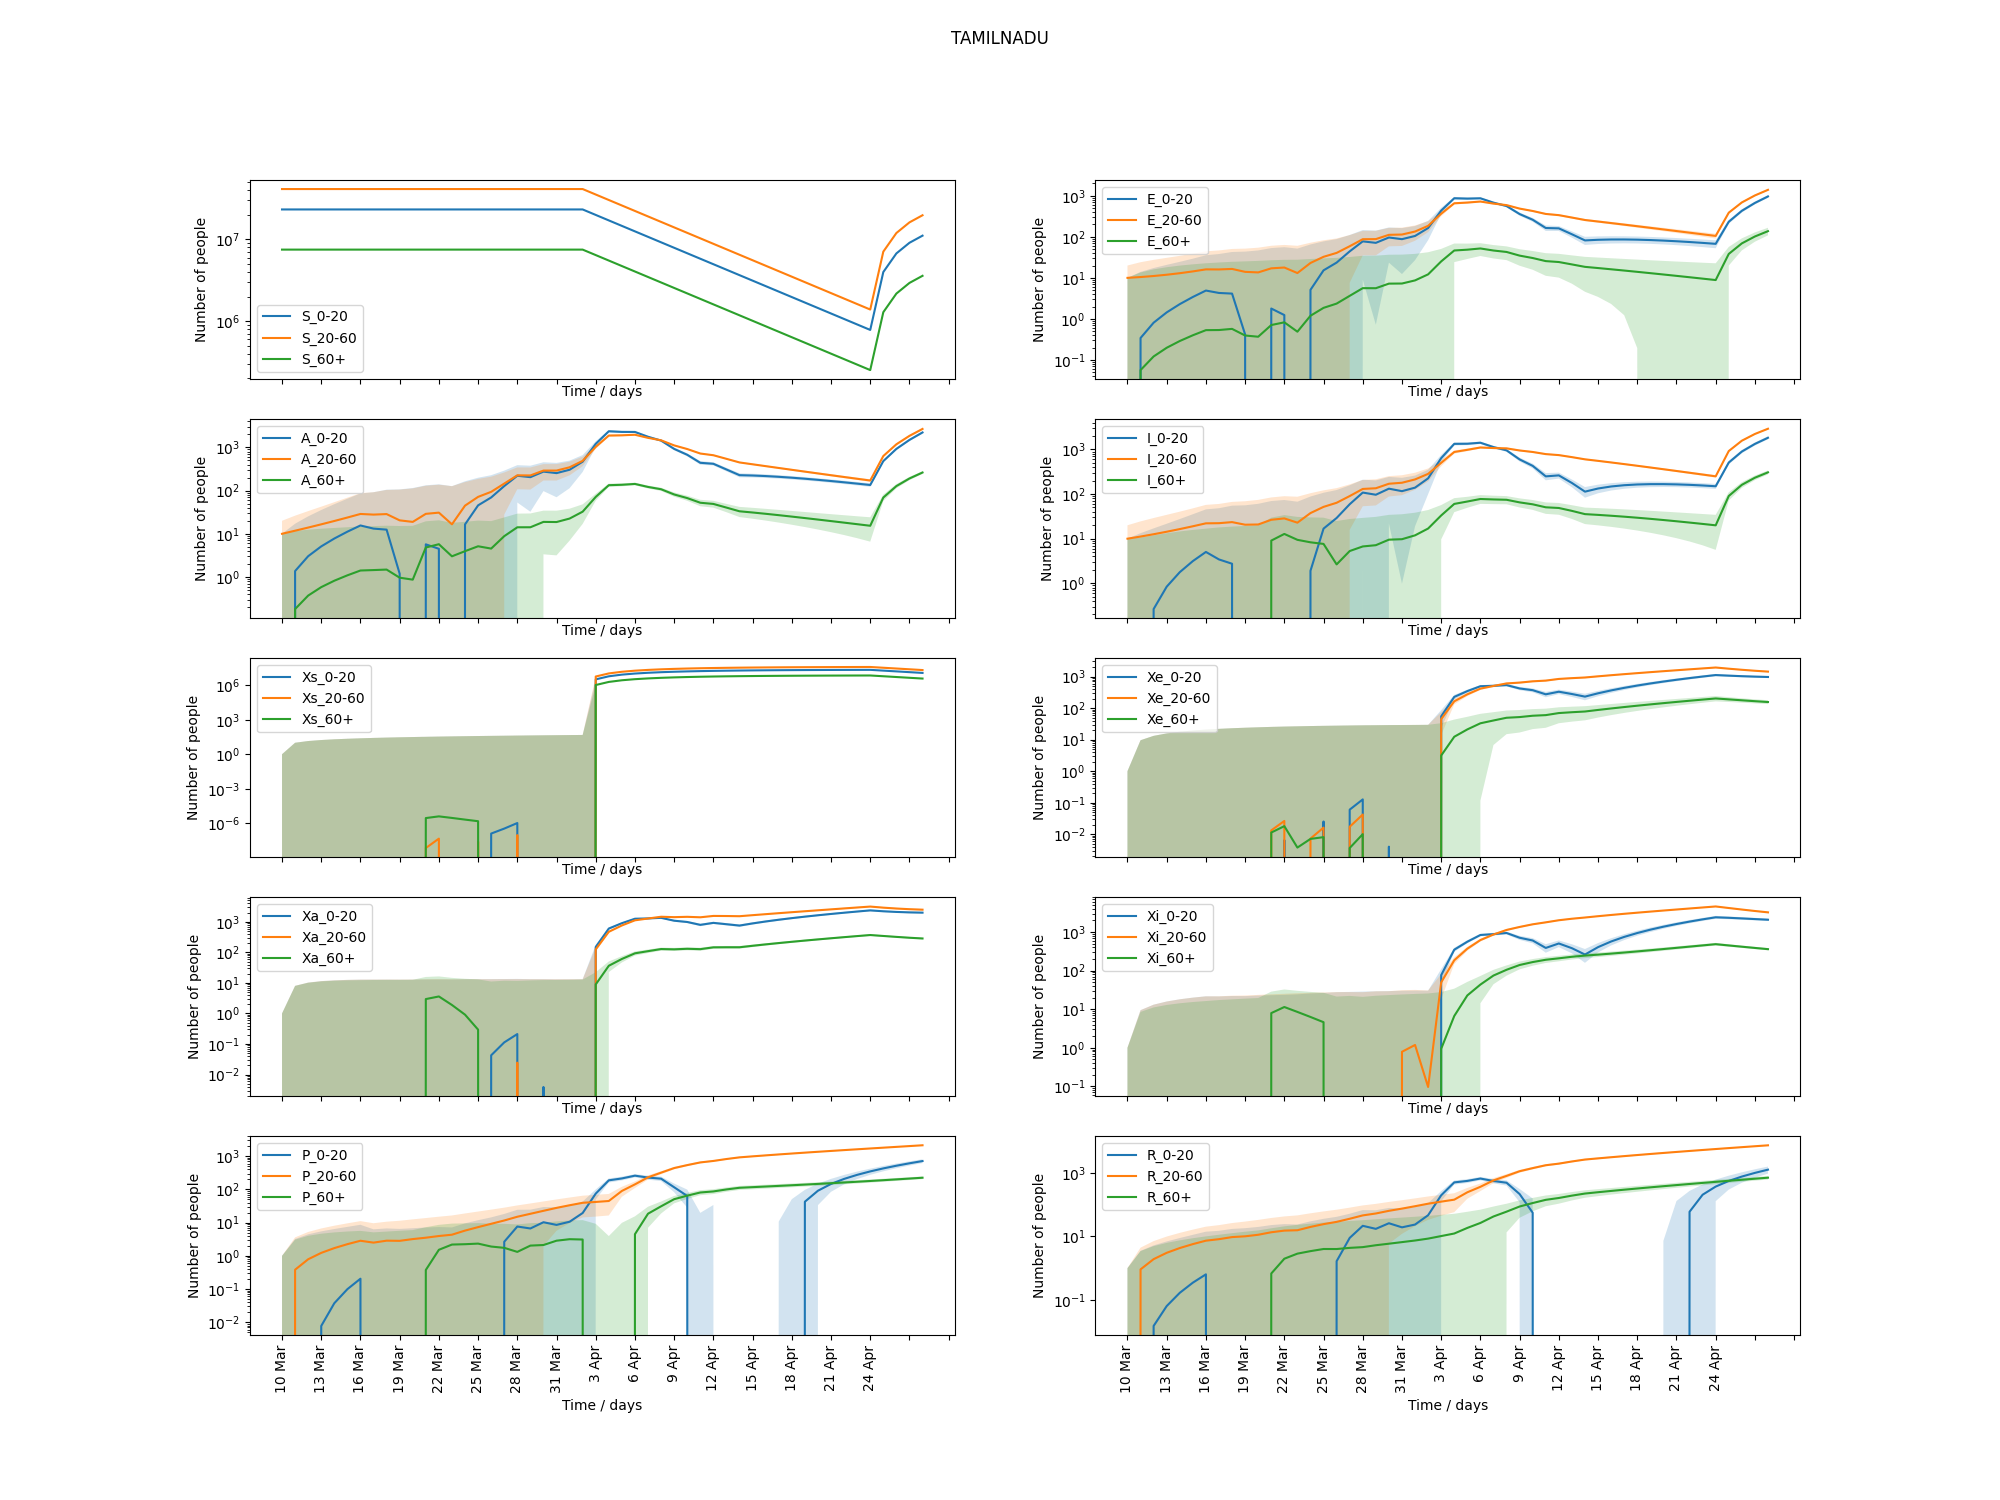 TAMILNADU
Number of people
10^7
10^6
S_0-20
S_20-60
S_60+
Time / days
Number of people
10^3
10^2
10^1
10^0
10^-1
E_0-20
E_20-60
E_60+
Time / days
Number of people
10^3
10^2
10^1
10^0
A_0-20
A_20-60
A_60+
Time / days
Number of people
10^3
10^2
10^1
10^0
I_0-20
I_20-60
I_60+
Time / days
Number of people
10^6
10^3
10^0
10^-3
10^-6
Xs_0-20
Xs_20-60
Xs_60+
Time / days
Number of people
10^3
10^2
10^1
10^0
10^-1
10^-2
Xe_0-20
Xe_20-60
Xe_60+
Time / days
Number of people
10^3
10^2
10^1
10^0
10^-1
10^-2
Xa_0-20
Xa_20-60
Xa_60+
Time / days
Number of people
10^3
10^2
10^1
10^0
10^-1
Xi_0-20
Xi_20-60
Xi_60+
Time / days
Number of people
10^3
10^2
10^1
10^0
10^-1
10^-2
P_0-20
P_20-60
P_60+
10 Mar
13 Mar
16 Mar
19 Mar
22 Mar
25 Mar
28 Mar
31 Mar
3 Apr
6 Apr
9 Apr
12 Apr
15 Apr
18 Apr
21 Apr
24 Apr
Time / days
Number of people
10^3
10^1
10^-1
R_0-20
R_20-60
R_60+
10 Mar
13 Mar
16 Mar
19 Mar
22 Mar
25 Mar
28 Mar
31 Mar
3 Apr
6 Apr
9 Apr
12 Apr
15 Apr
18 Apr
21 Apr
24 Apr
Time / days